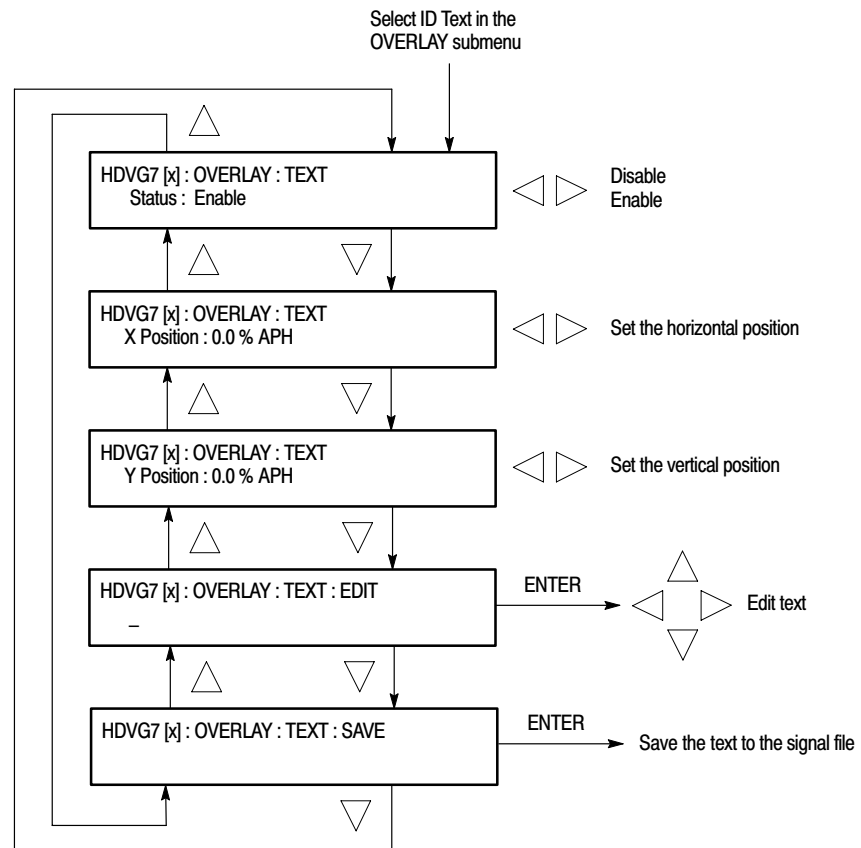 Select ID Text in the
OVERLAY submenu
HDVG7 [x] : OVERLAY : TEXT
Status : Enable
Disable
Enable
HDVG7 [x] : OVERLAY : TEXT
X Position : 0.0 % APH
Set the horizontal position
HDVG7 [x] : OVERLAY : TEXT
Y Position : 0.0 % APH
Set the vertical position
HDVG7 [x] : OVERLAY : TEXT : EDIT
_
ENTER
Edit text
HDVG7 [x] : OVERLAY : TEXT : SAVE
ENTER
Save the text to the signal file